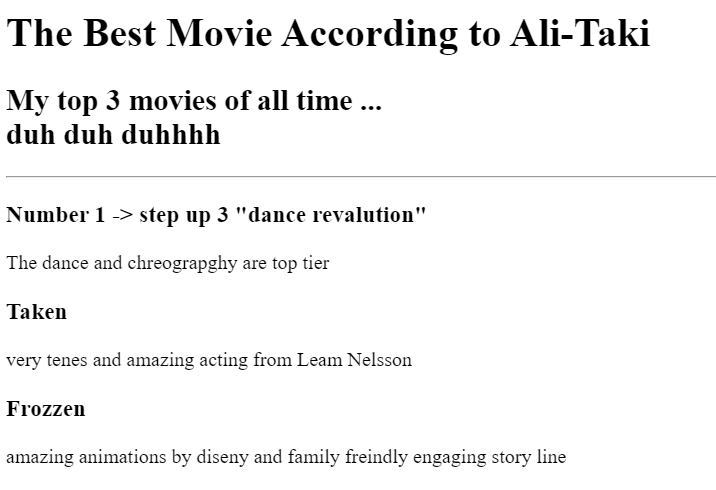 The Best Movie According to Ali-Taki
My top 3 movies of all time ...
duh duh duhhhh
Number 1 -> step up 3 "dance revalution"
The dance and chreograpghy are top tier
Taken
very tenes and amazing acting from Leam Nelsson
Frozzen
amazing animations by diseny and family freindly engaging story line